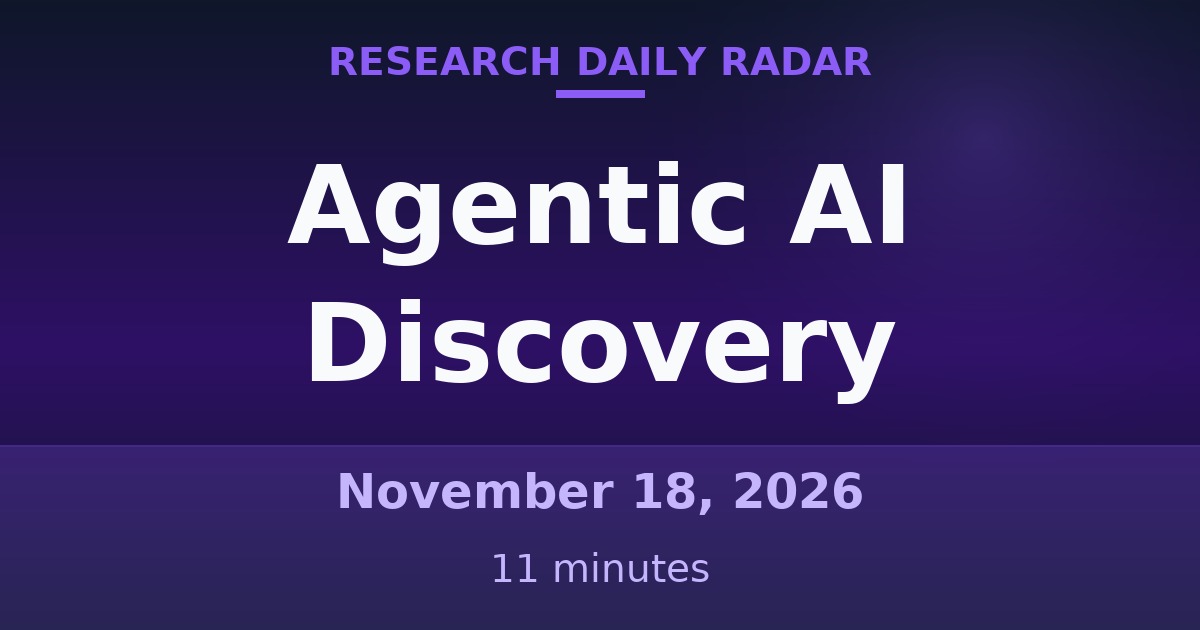 RESEARCH DAILY RADAR
Agentic AI
Discovery
November 18, 2026
11 minutes